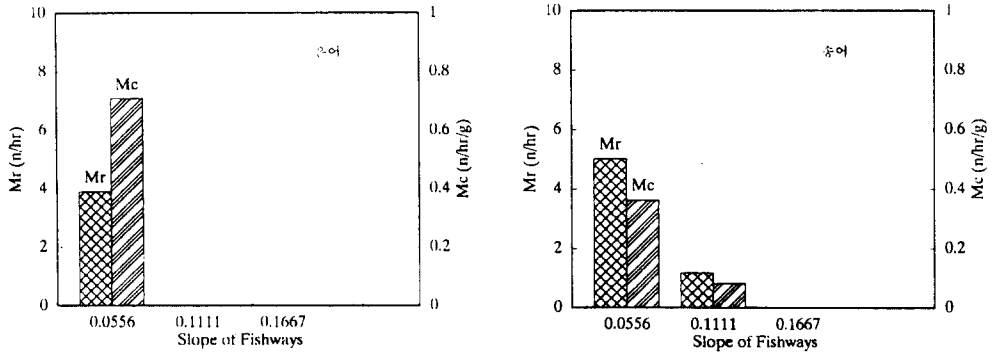 10
8
6
4
2
0
Mr (n/hr)
Mr
Mc
은어
1
0.8
0.6
0.4
0.2
0
Mc (n/hr/g)
0.0556 0.1111 0.1667
Slope of Fishways
10
8
6
4
2
0
Mr (n/hr)
Mr
Mc
송어
1
0.8
0.6
0.4
0.2
0
Mc (n/hr/g)
0.0556 0.1111 0.1667
Slope of Fishways